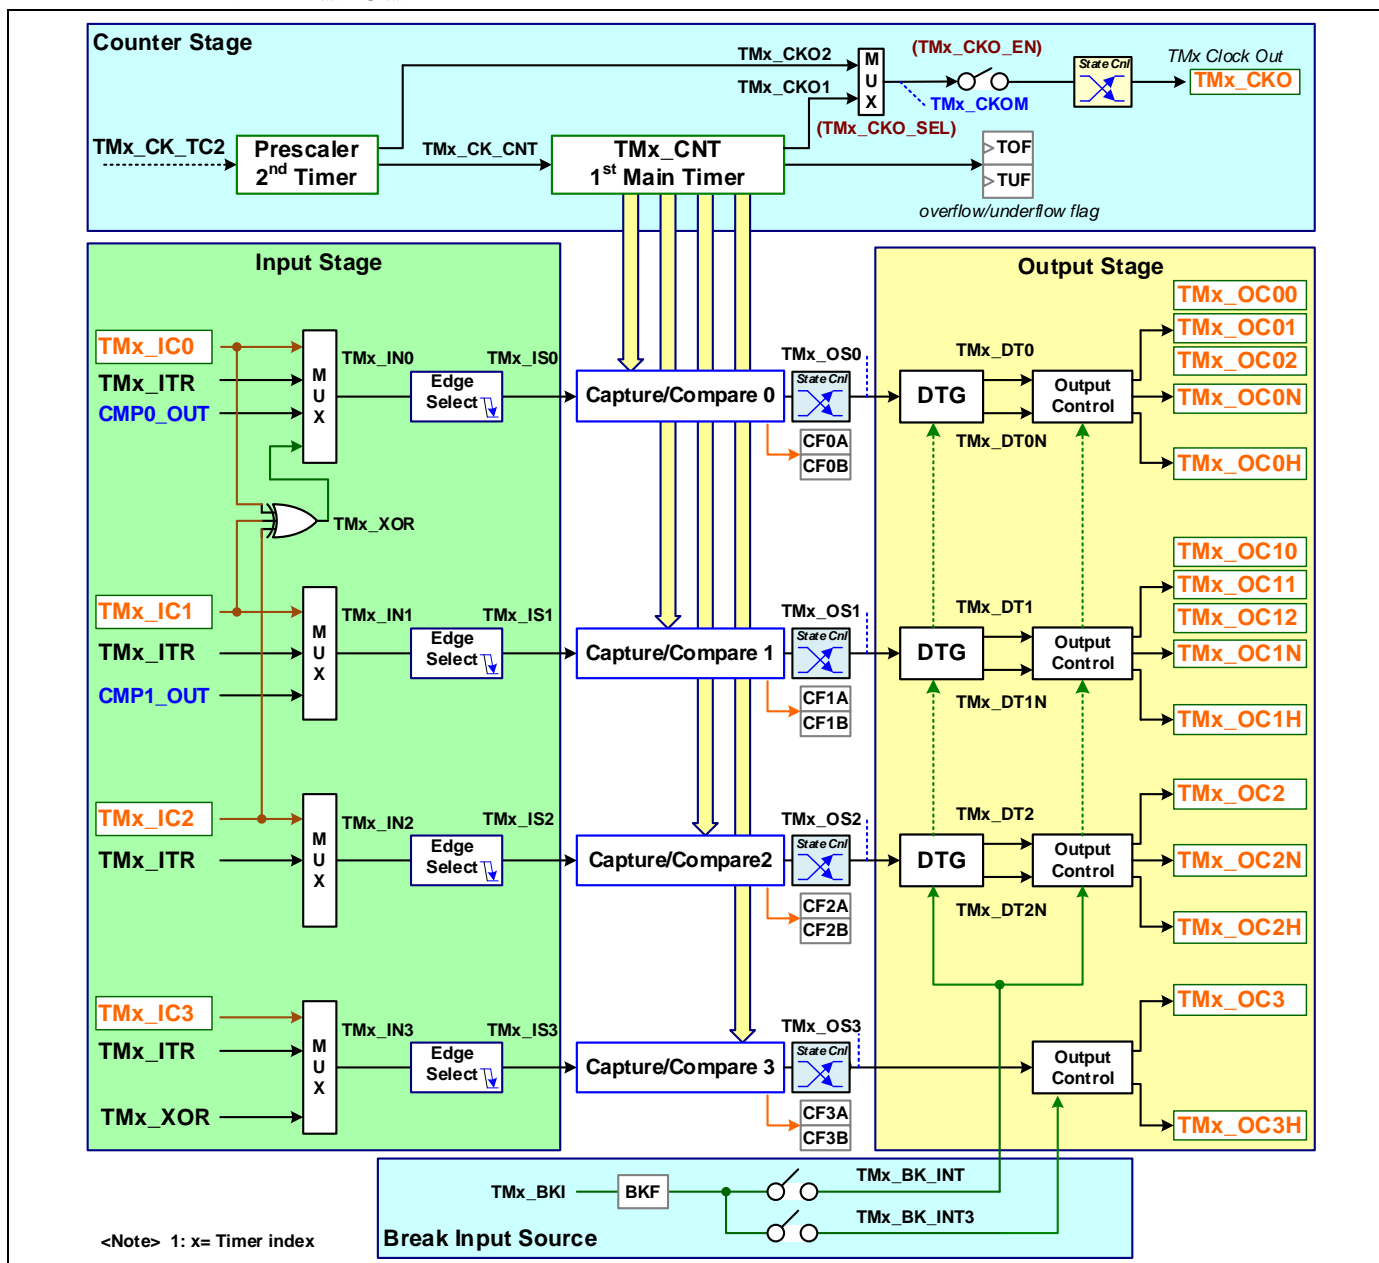 Counter Stage
TMx_CKO2
TMx_CKO1
MUX
(TMx_CKO_EN)
TMx_CKOM
(TMx_CKO_SEL)
State Cnl
TMx Clock Out
TMx_CKO
TMx_CK_TC2
Prescaler
2nd Timer
TMx_CK_CNT
TMx_CNT
1st Main Timer
TOF
TUF
overflow/underflow flag
Input Stage
Output Stage
TMx_IC0
TMx_ITR
CMP0_OUT
MUX
TMx_IN0
Edge
Select
TMx_IS0
Capture/Compare 0
TMx_OS0
State Cnl
CF0A
CF0B
DTG
TMx_DT0
TMx_DT0N
Output
Control
TMx_OC00
TMx_OC01
TMx_OC02
TMx_OC0N
TMx_OC0H
TMx_XOR
TMx_IC1
TMx_ITR
CMP1_OUT
MUX
TMx_IN1
Edge
Select
TMx_IS1
Capture/Compare 1
TMx_OS1
State Cnl
CF1A
CF1B
DTG
TMx_DT1
TMx_DT1N
Output
Control
TMx_OC10
TMx_OC11
TMx_OC12
TMx_OC1N
TMx_OC1H
TMx_IC2
TMx_ITR
MUX
TMx_IN2
Edge
Select
TMx_IS2
Capture/Compare2
TMx_OS2
State Cnl
CF2A
CF2B
DTG
TMx_DT2
TMx_DT2N
Output
Control
TMx_OC2
TMx_OC2N
TMx_OC2H
TMx_IC3
TMx_ITR
TMx_XOR
MUX
TMx_IN3
Edge
Select
TMx_IS3
Capture/Compare 3
TMx_OS3
State Cnl
CF3A
CF3B
Output
Control
TMx_OC3
TMx_OC3H
TMx_BKI
BKF
TMx_BK_INT
TMx_BK_INT3
Break Input Source
<Note> 1: x= Timer index